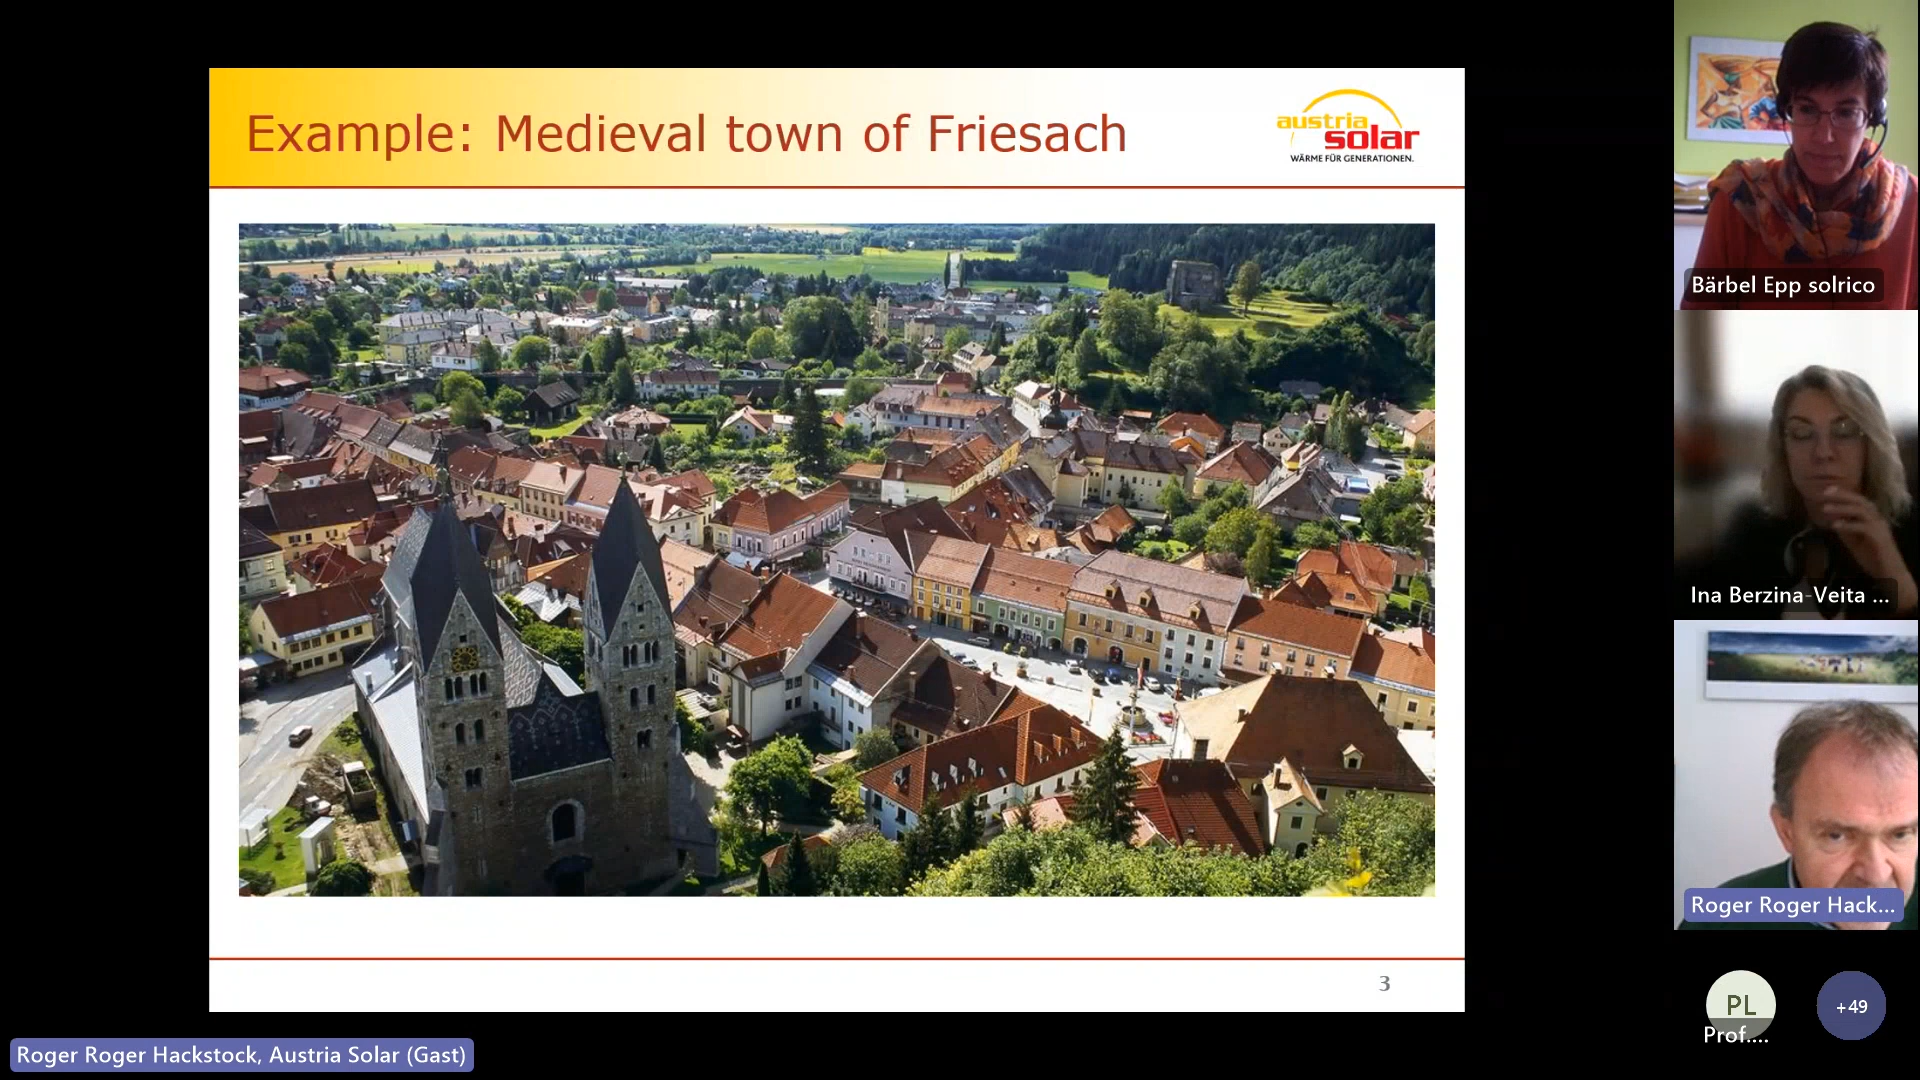 Example: Medieval town of Friesach
austria
solar
WÄRME FÜR GENERATIONEN.
3
Bärbel Epp solrico
Ina Berzina-Veita ...
Roger Roger Hack...
PL
+49
Prof....
Roger Roger Hackstock, Austria Solar (Gast)